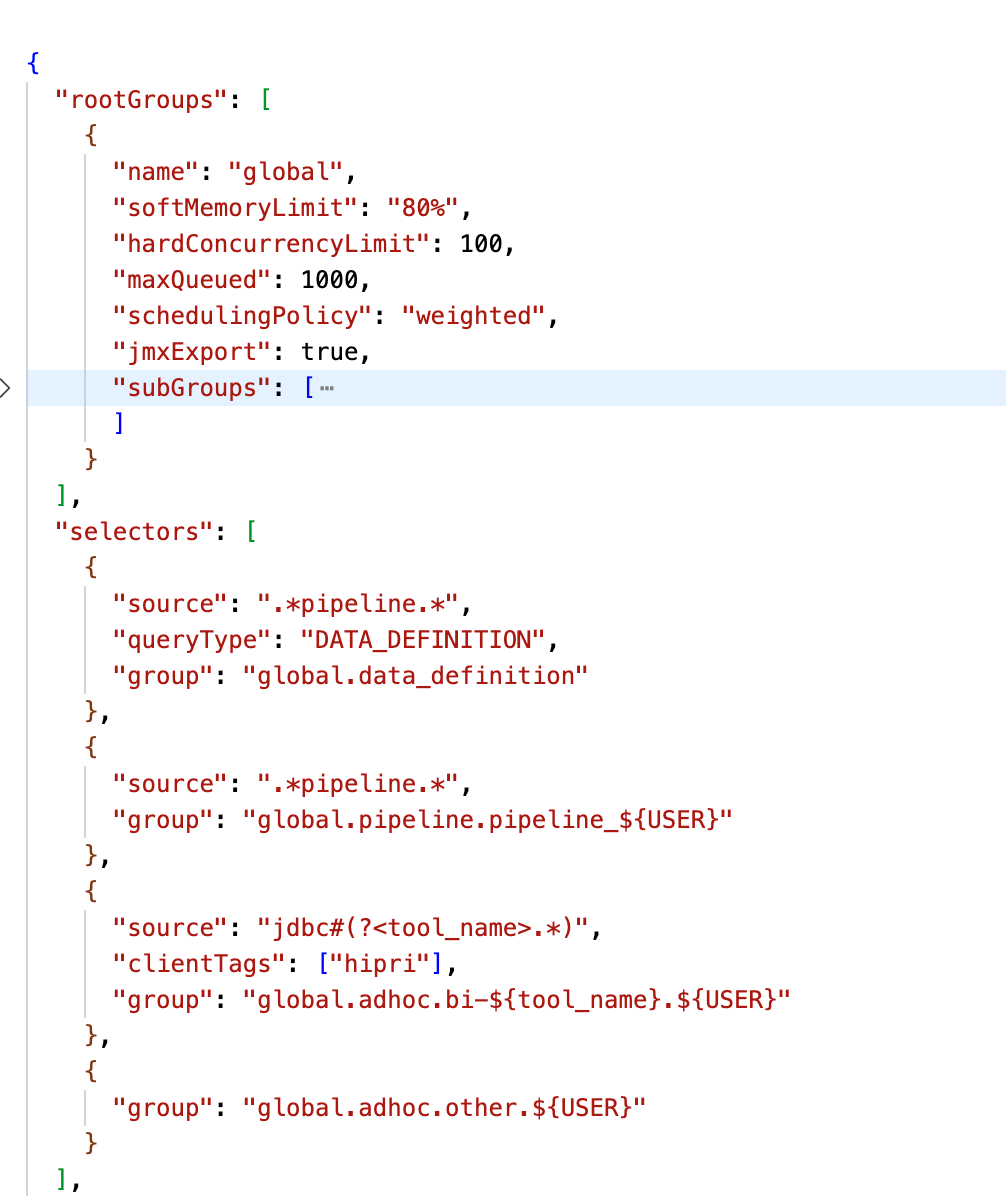 {
"rootGroups": [
{
"name": "global",
"softMemoryLimit": "80%",
"hardConcurrencyLimit": 100,
"maxQueued": 1000,
"schedulingPolicy": "weighted",
"jmxExport": true,
"subGroups": [ ⋯
]
}
],
"selectors": [
{
"source": ".*pipeline.*",
"queryType": "DATA_DEFINITION",
"group": "global.data_definition"
},
{
"source": ".*pipeline.*",
"group": "global.pipeline.pipeline_${USER}"
},
{
"source": "jdbc#(?<tool_name>.*)",
"clientTags": ["hipri"],
"group": "global.adhoc.bi-${tool_name}.${USER}"
},
{
"group": "global.adhoc.other.${USER}"
}
],